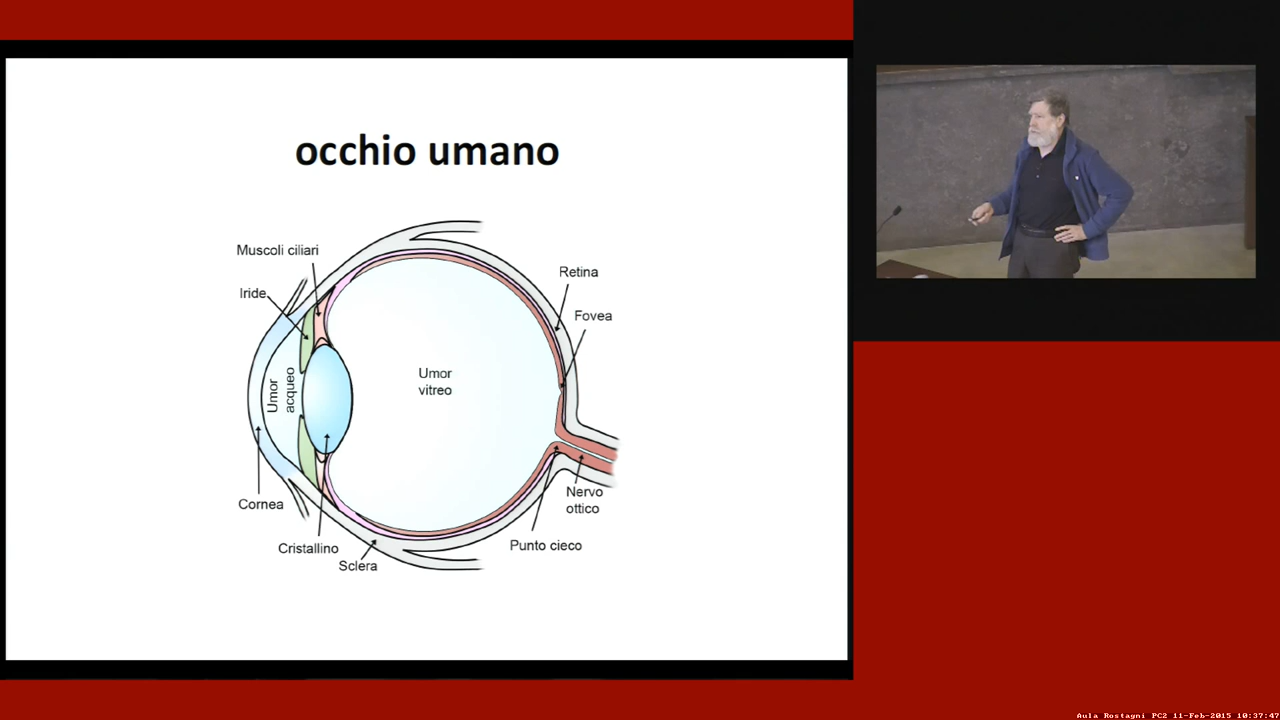 occhio umano
Muscoli ciliari
Iride
Retina
Fovea
Umor
vitreo
Umor
acqueo
Cornea
Nervo
ottico
Cristallino
Punto cieco
Sclera
Aula Rostagni PC2 11-Feb-2015 10:37:47